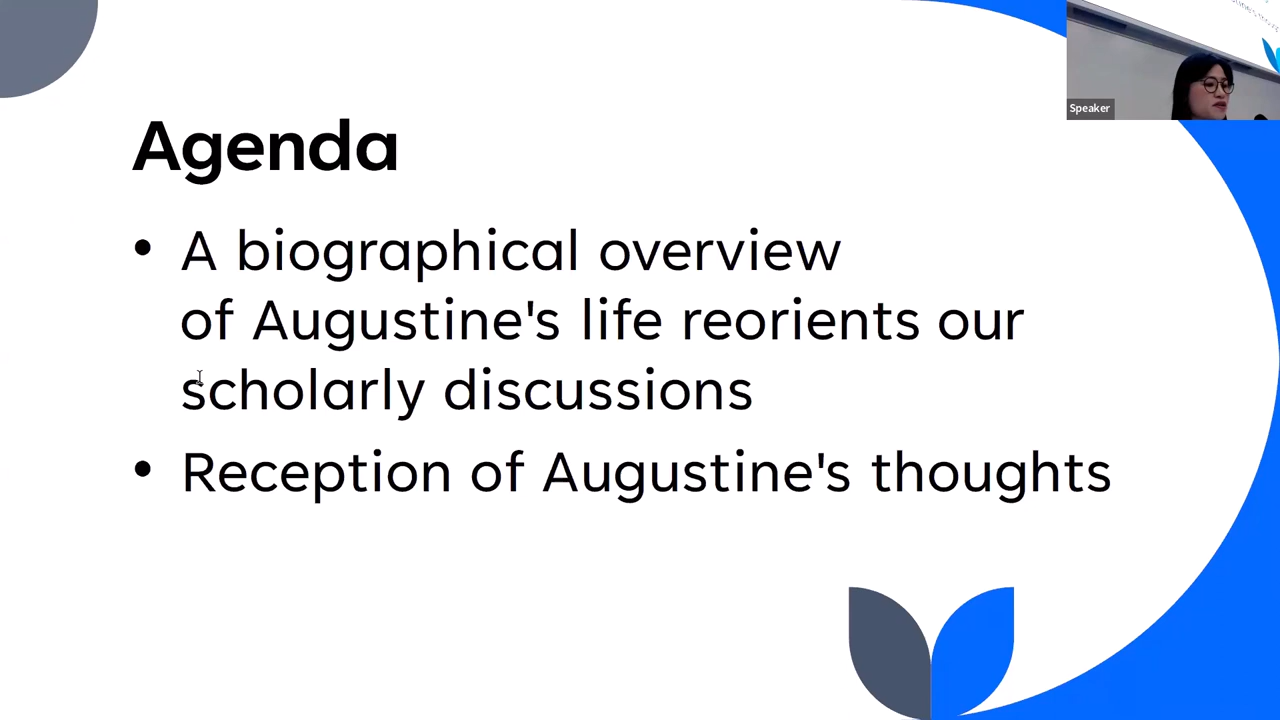 Agenda
• A biographical overview
of Augustine's life reorients our
scholarly discussions
• Reception of Augustine's thoughts
Speaker